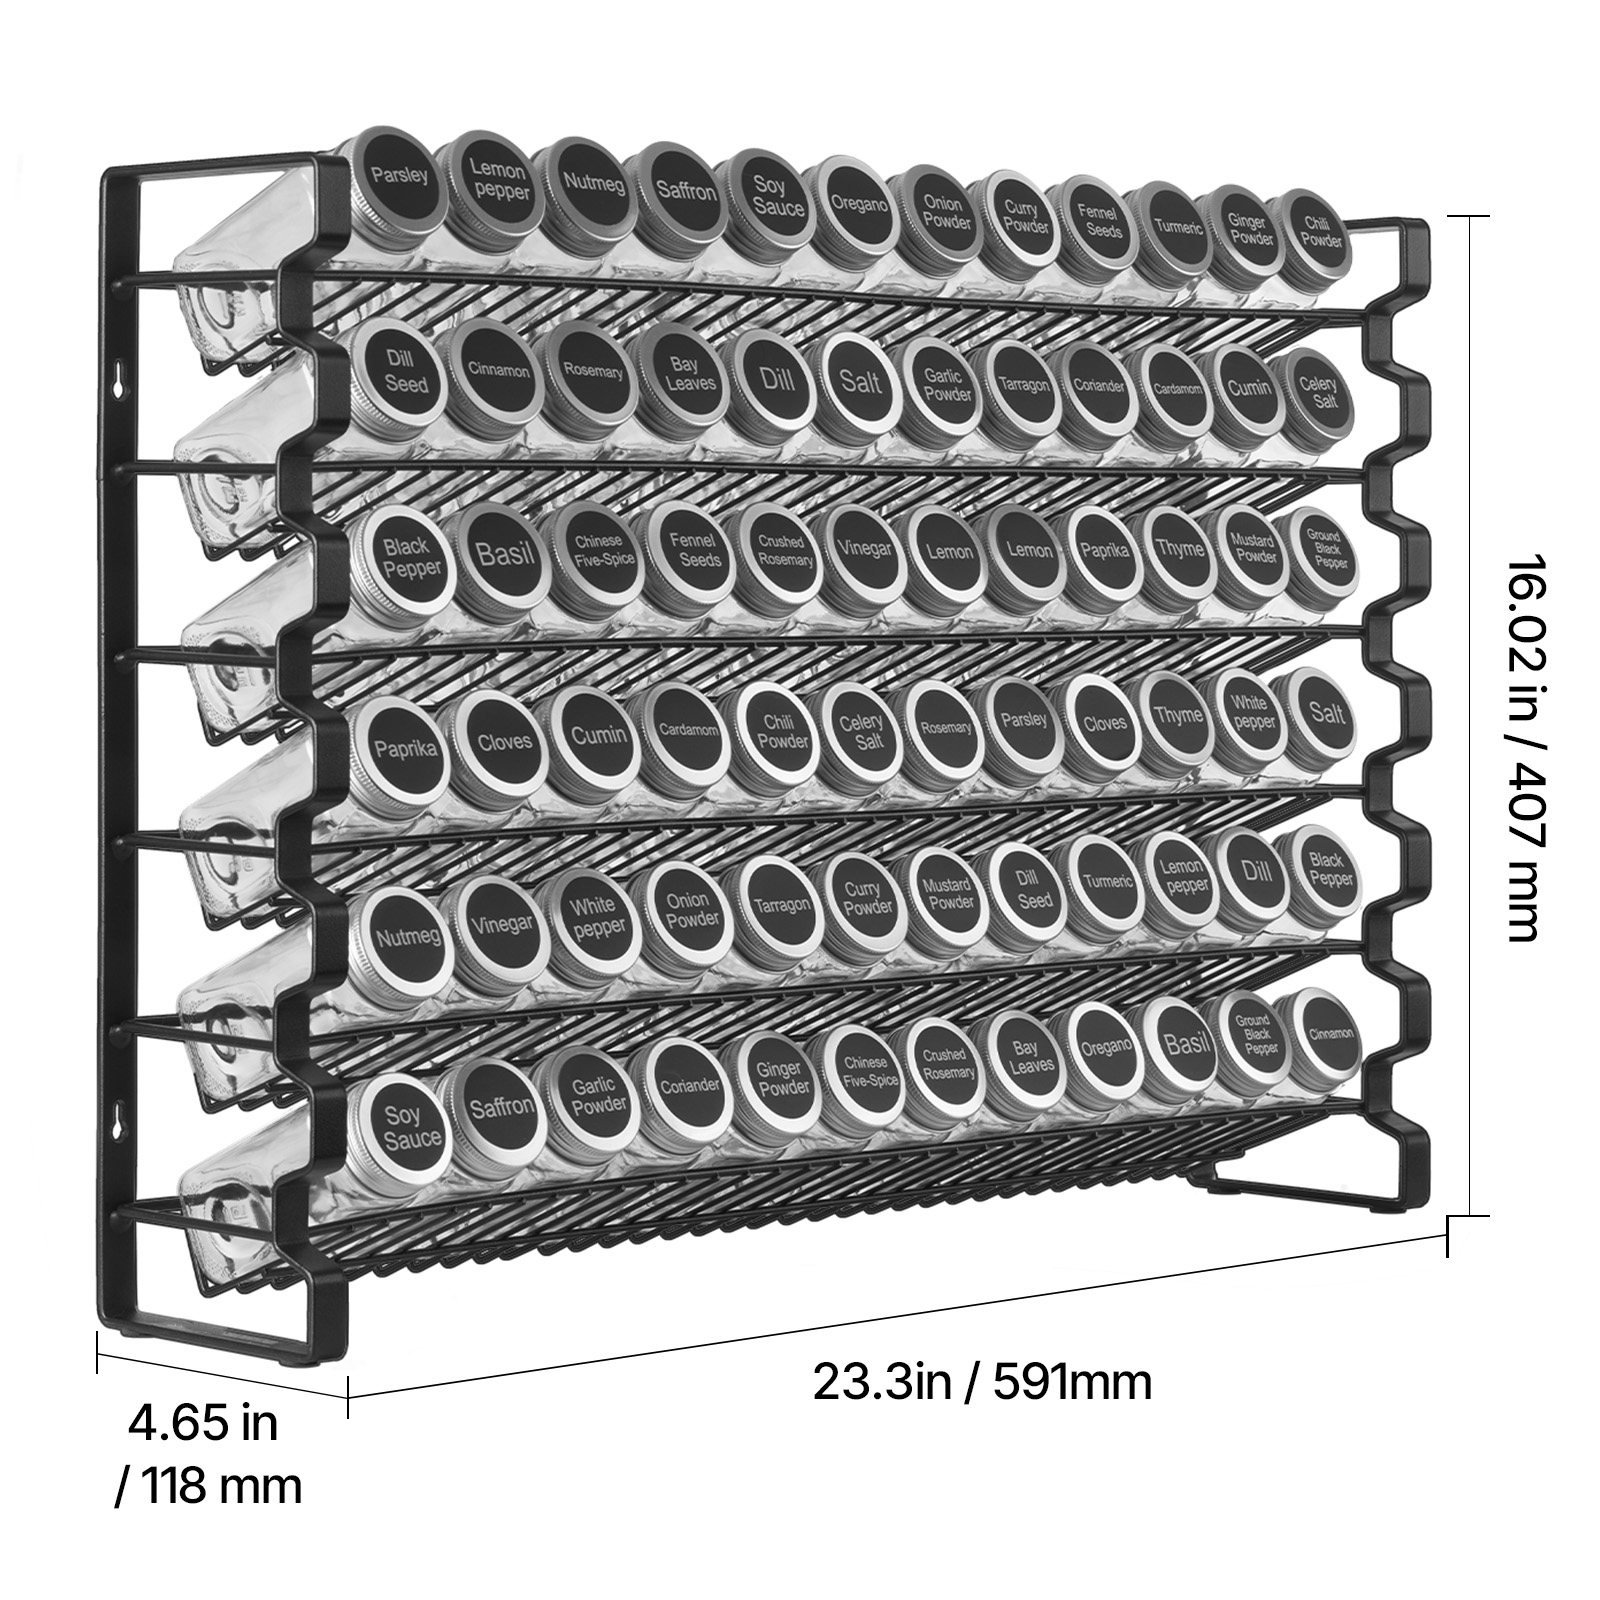 Parsley
Lemon
pepper
Nutmeg
Saffron
Soy
Sauce
Oregano
Onion
Powder
Curry
Powder
Fennel
Seeds
Turmeric
Ginger
Powder
Chili
Powder
Dill
Seed
Cinnamon
Rosemary
Bay
Leaves
Dill
Salt
Garlic
Powder
Tarragon
Coriander
Cardamom
Cumin
Celery
Salt
Black
Pepper
Basil
Chinese
Five-Spice
Fennel
Seeds
Crushed
Rosemary
Vinegar
Lemon
Lemon
Paprika
Thyme
Mustard
Powder
Ground
Black
Pepper
Paprika
Cloves
Cumin
Cardamom
Chili
Powder
Celery
Salt
Rosemary
Parsley
Cloves
Thyme
White
pepper
Salt
Nutmeg
Vinegar
White
pepper
Onion
Powder
Tarragon
Curry
Powder
Mustard
Powder
Dill
Seed
Turmeric
Lemon
pepper
Dill
Black
Pepper
Soy
Sauce
Saffron
Garlic
Powder
Coriander
Ginger
Powder
Chinese
Five-Spice
Crushed
Rosemary
Bay
Leaves
Oregano
Basil
Ground
Black
Pepper
Cinnamon
16.02 in / 407 mm
23.3in / 591mm
4.65 in
/ 118 mm